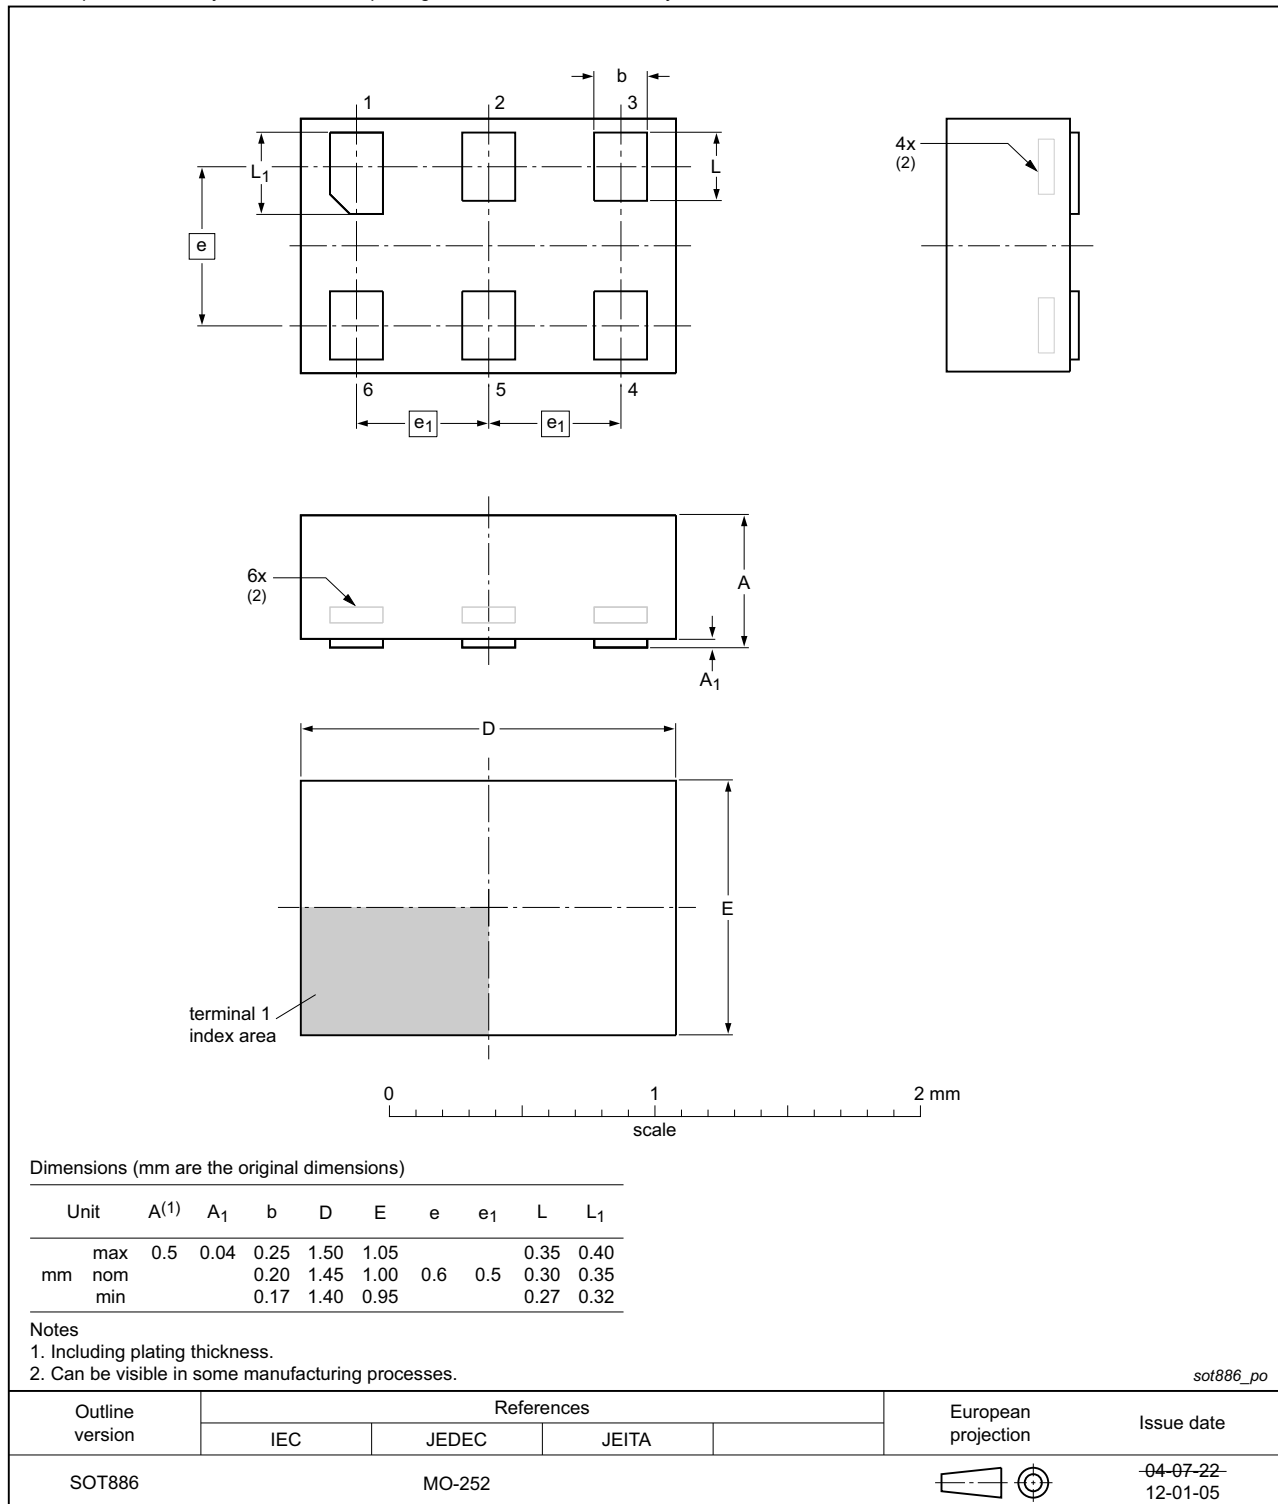 1 2 3
b
L1
L
e
6 5 4
e1 e1
4x
(2)
6x
(2)
A
A1
D
E
terminal 1
index area
0 1 2 mm
scale
Dimensions (mm are the original dimensions)
Unit A(1) A1 b D E e e1 L L1
max 0.5 0.04 0.25 1.50 1.05 0.35 0.40
mm nom 0.20 1.45 1.00 0.6 0.5 0.30 0.35
min 0.17 1.40 0.95 0.27 0.32
Notes
1. Including plating thickness.
2. Can be visible in some manufacturing processes.
sot886_po
Outline
version
References
IEC JEDEC JEITA
European
projection
Issue date
SOT886 MO-252
04-07-22
12-01-05